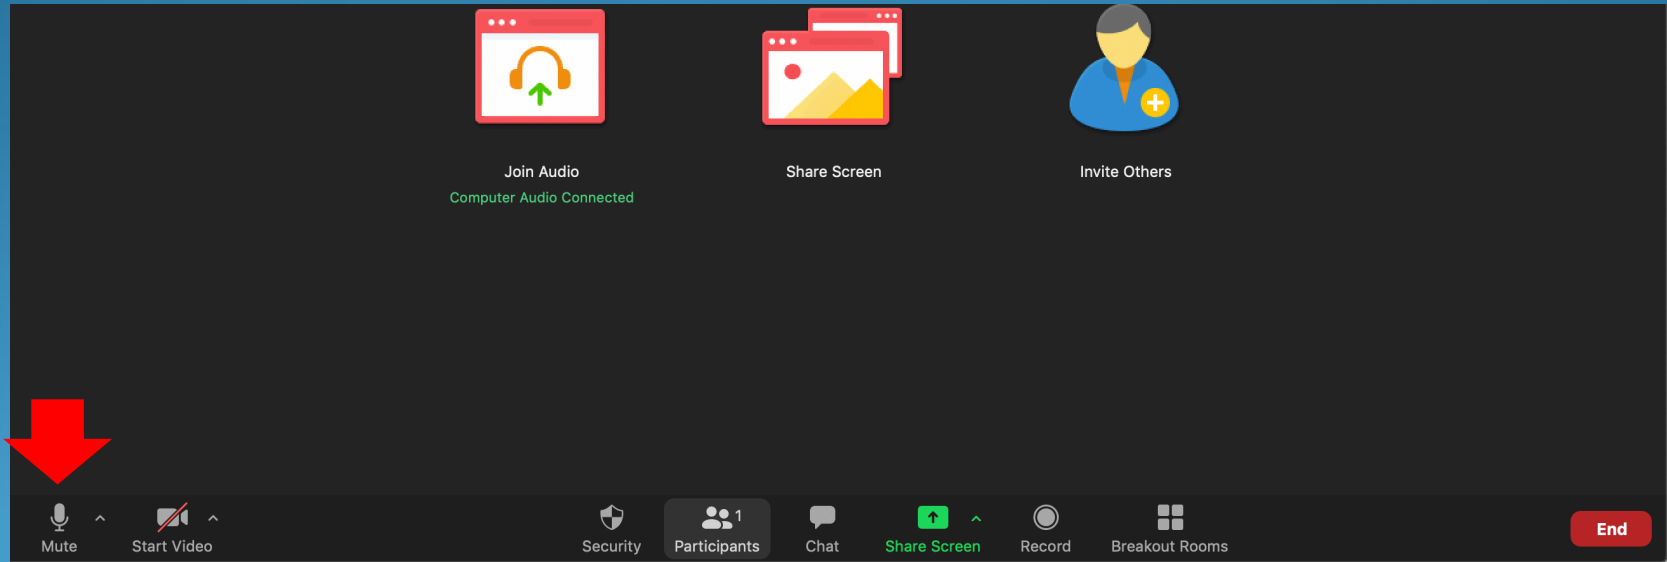 Join Audio
Computer Audio Connected
Share Screen
Invite Others
Mute
Start Video
Security
1
Participants
Chat
Share Screen
Record
Breakout Rooms
End